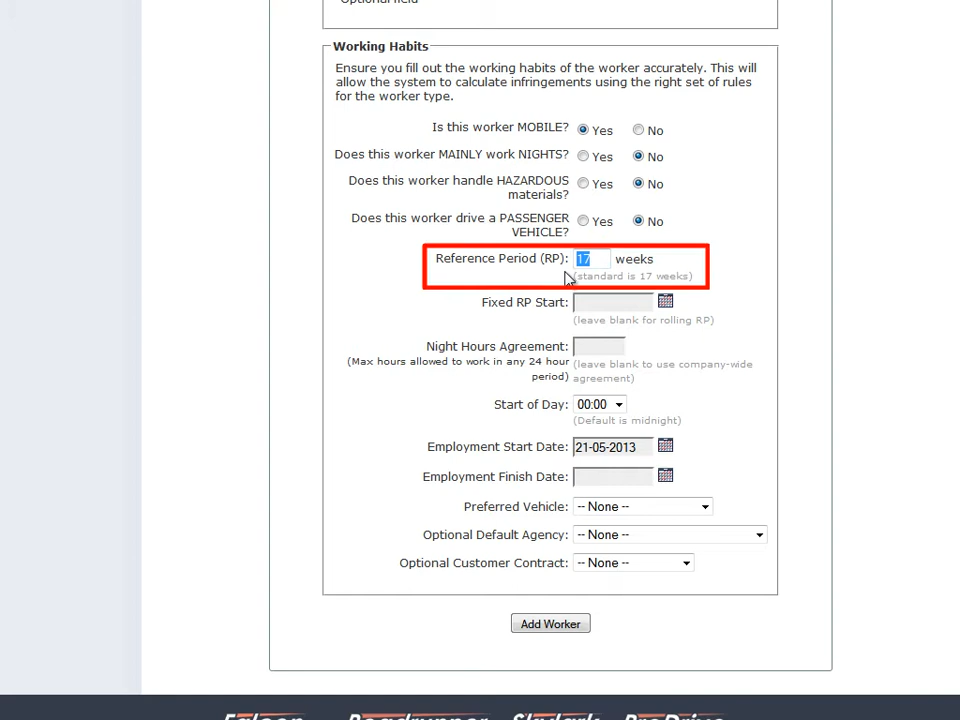 Optional field
Working Habits
Ensure you fill out the working habits of the worker accurately. This will
allow the system to calculate infringements using the right set of rules
for the worker type.
Is this worker MOBILE? Yes No
Does this worker MAINLY work NIGHTS? Yes No
Does this worker handle HAZARDOUS
materials? Yes No
Does this worker drive a PASSENGER
VEHICLE? Yes No
Reference Period (RP): 17 weeks
(standard is 17 weeks)
Fixed RP Start:
(leave blank for rolling RP)
Night Hours Agreement:
(Max hours allowed to work in any 24 hour
period)
(leave blank to use company-wide
agreement)
Start of Day: 00:00
(Default is midnight)
Employment Start Date: 21-05-2013
Employment Finish Date:
Preferred Vehicle: -- None --
Optional Default Agency: -- None --
Optional Customer Contract: -- None --
Add Worker
Falcon Roadrunner Skylark ProDrive